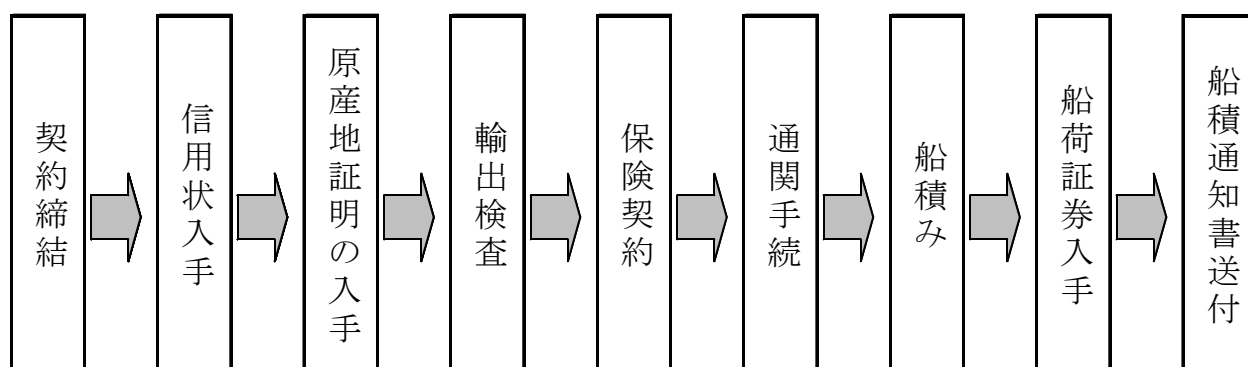 契約締結
信用状入手
原産地証明の入手
輸出検査
保険契約
通関手続
船積み
船荷証券入手
船積通知書送付